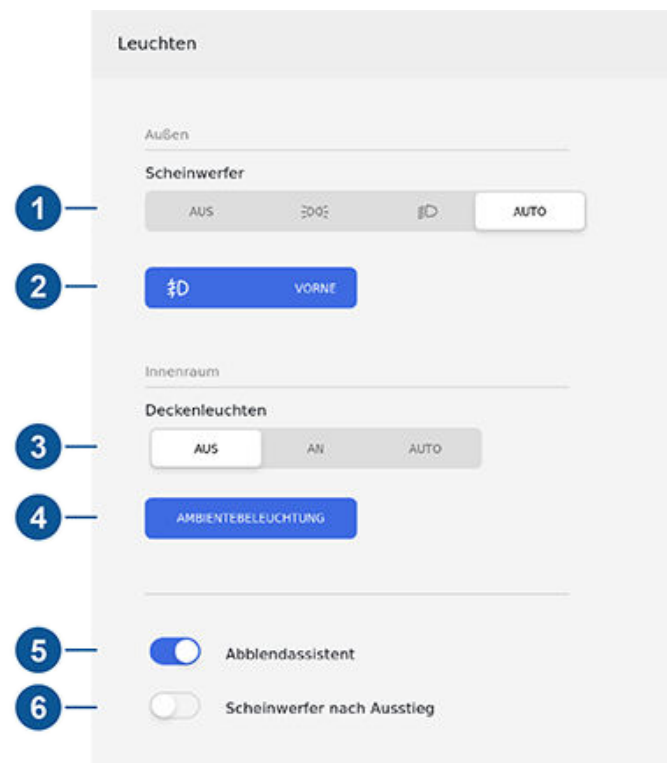 Leuchten
Außen
Scheinwerfer
1
AUS
AUTO
2
VORNE
Innenraum
Deckenleuchten
3
AUS AN AUTO
4
AMBIENTEBELEUCHTUNG
5
Abblendassistent
6
Scheinwerfer nach Ausstieg